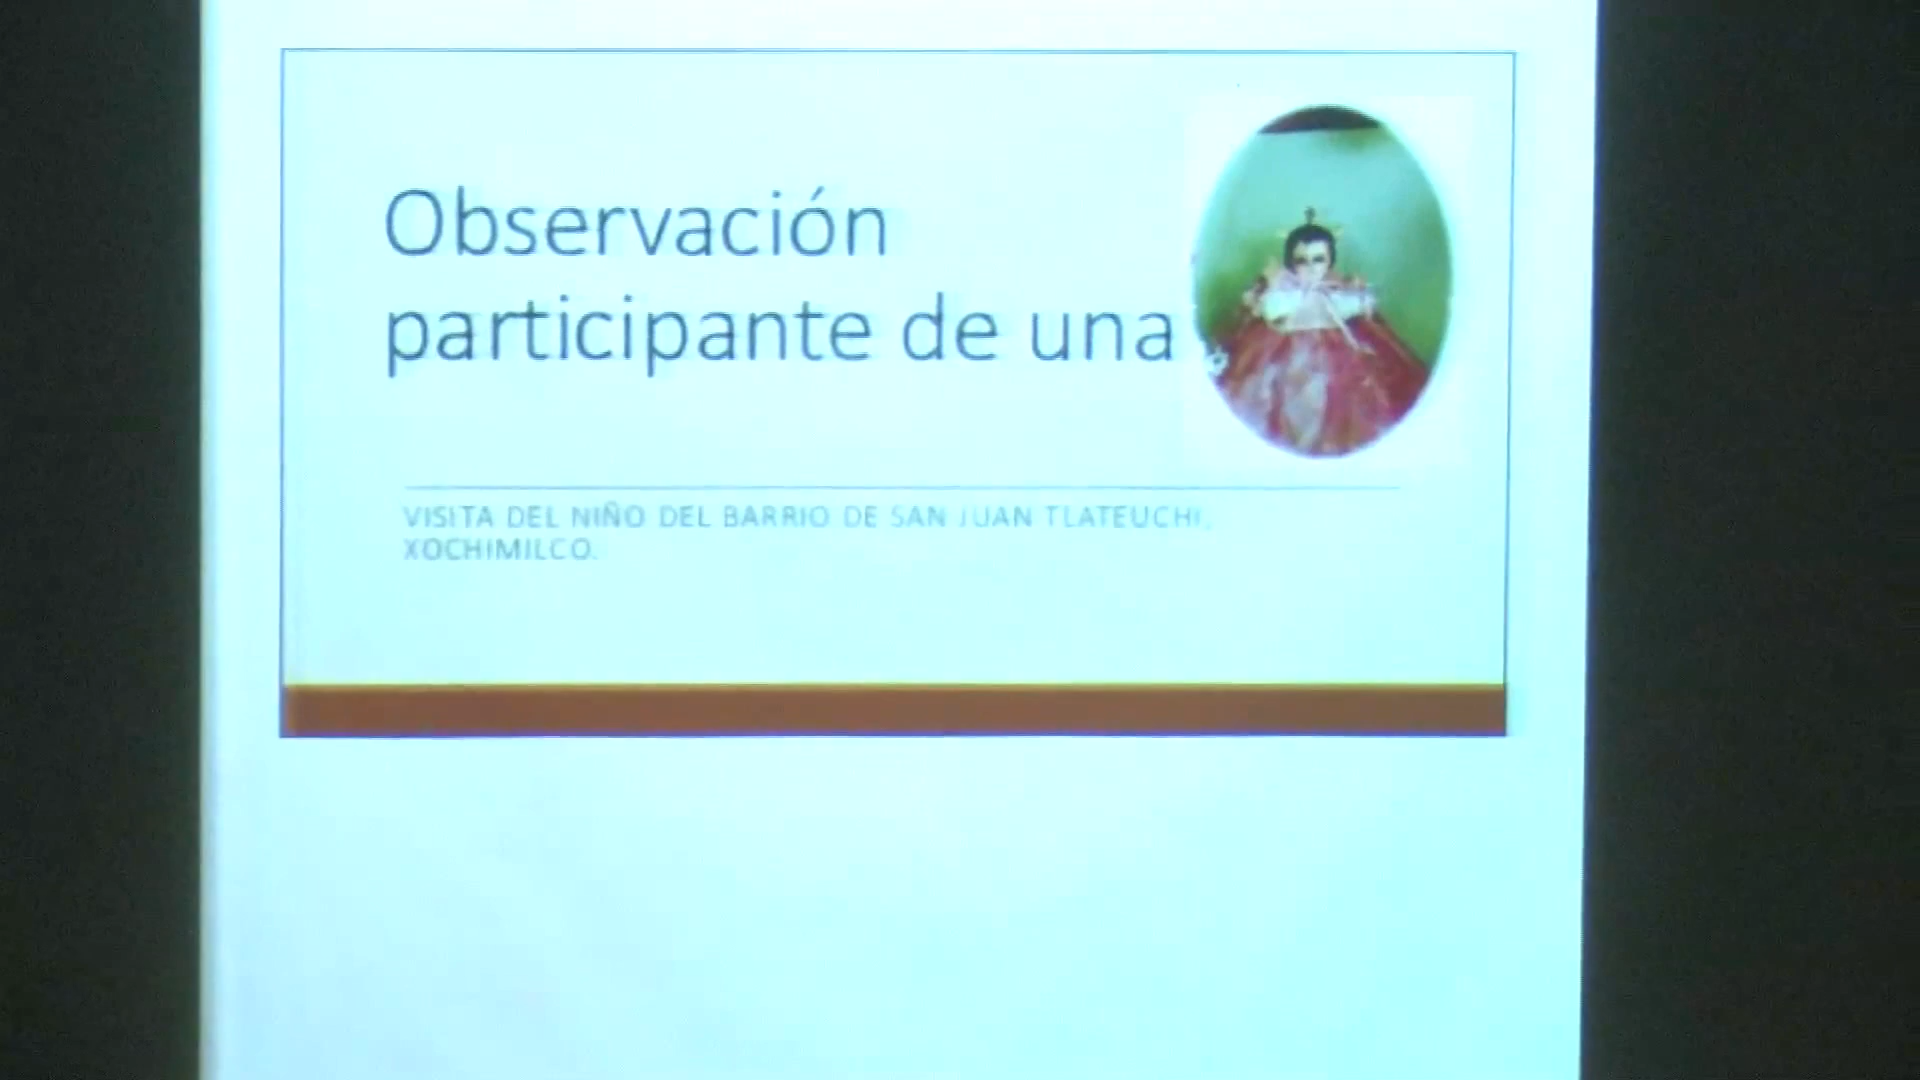 Observación
participante de una
VISITA DEL NIÑO DEL BARRIO DE SAN JUAN TLATEUCHI,
XOCHIMILCO.